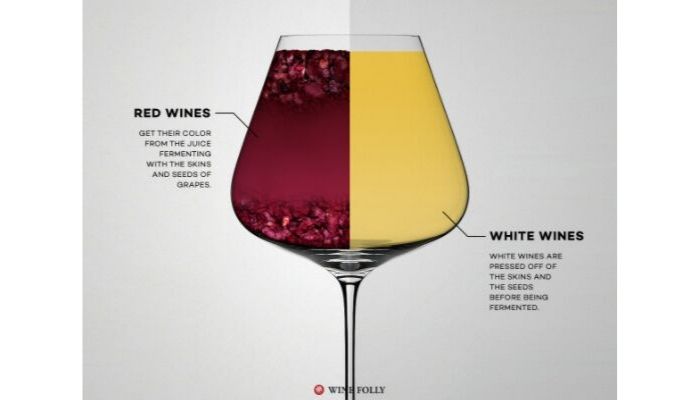 RED WINES
GET THEIR COLOR
FROM THE JUICE
FERMENTING
WITH THE SKINS
AND SEEDS OF
GRAPES.
WHITE WINES
WHITE WINES ARE
PRESSED OFF OF
THE SKINS AND
THE SEEDS
BEFORE BEING
FERMENTED.
WINE FOLLY